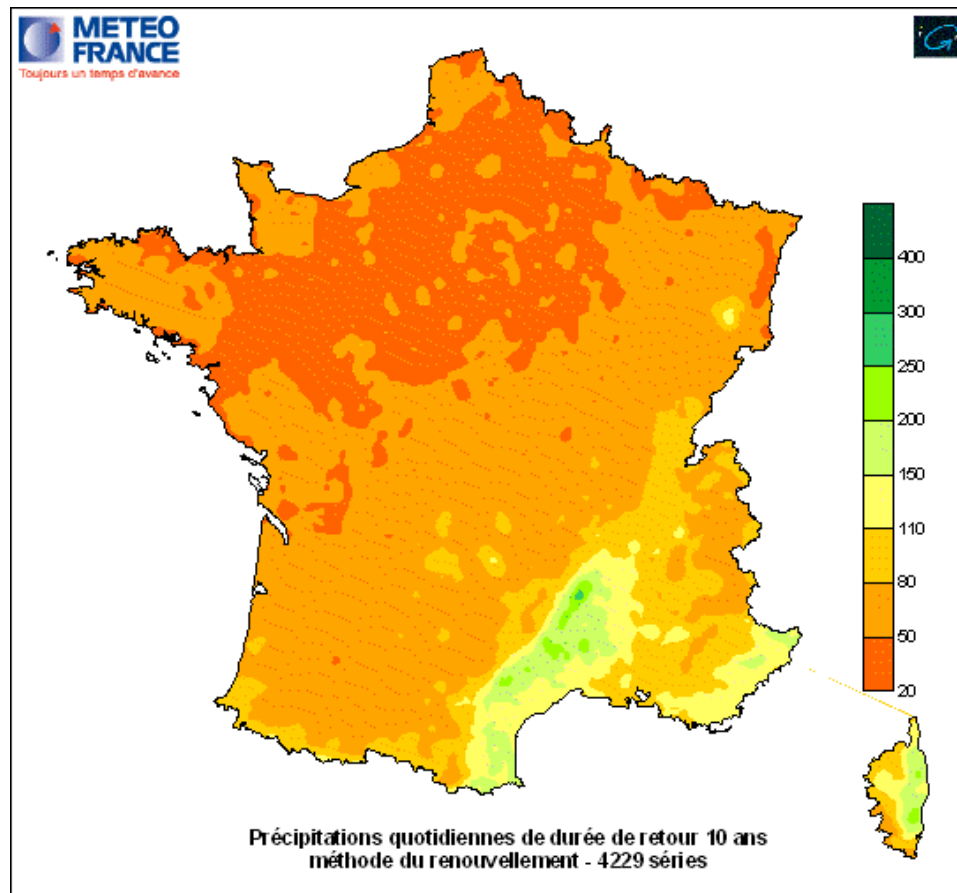 METEO
FRANCE
Toujours un temps d'avance
400
300
250
200
150
110
80
50
20
Précipitations quotidiennes de durée de retour 10 ans
méthode du renouvellement - 4229 séries